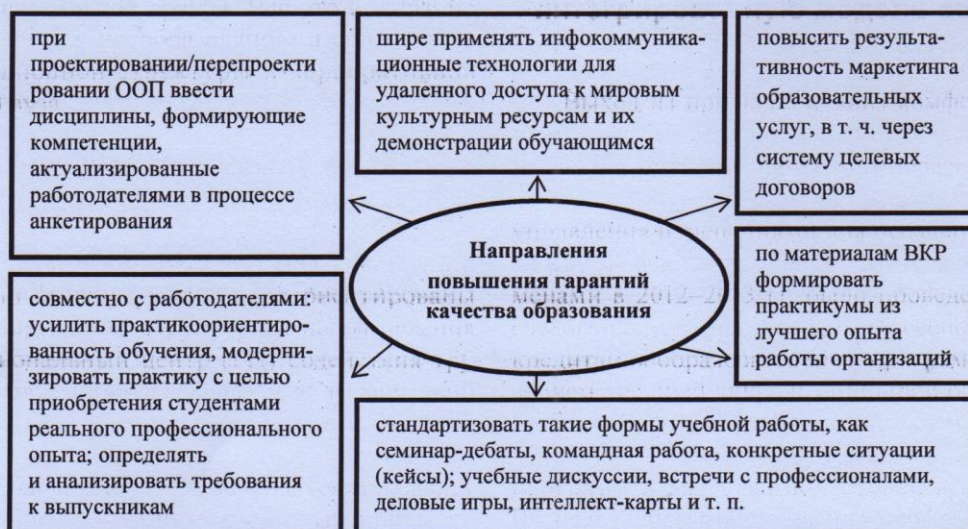 при
проектировании/перепроекти
ровании ООП ввести
дисциплины, формирующие
компетенции,
актуализированные
работодателями в процессе
анкетирования
шире применять инфокоммуника-
ционные технологии для
удаленного доступа к мировым
культурным ресурсам и их
демонстрации обучающимся
повысить результа-
тивность маркетинга
образовательных
услуг, в т. ч. через
систему целевых
договоров
Направления
повышения гарантий
качества образования
совместно с работодателями:
усилить практикоориентиро-
ванность обучения, модерни-
зировать практику с целью
приобретения студентами
реального профессионального
опыта; определять
и анализировать требования
к выпускникам
по материалам ВКР
формировать
практикумы из
лучшего опыта
работы организаций
стандартизовать такие формы учебной работы, как
семинар-дебаты, командная работа, конкретные ситуации
(кейсы); учебные дискуссии, встречи с профессионалами,
деловые игры, интеллект-карты и т. п.